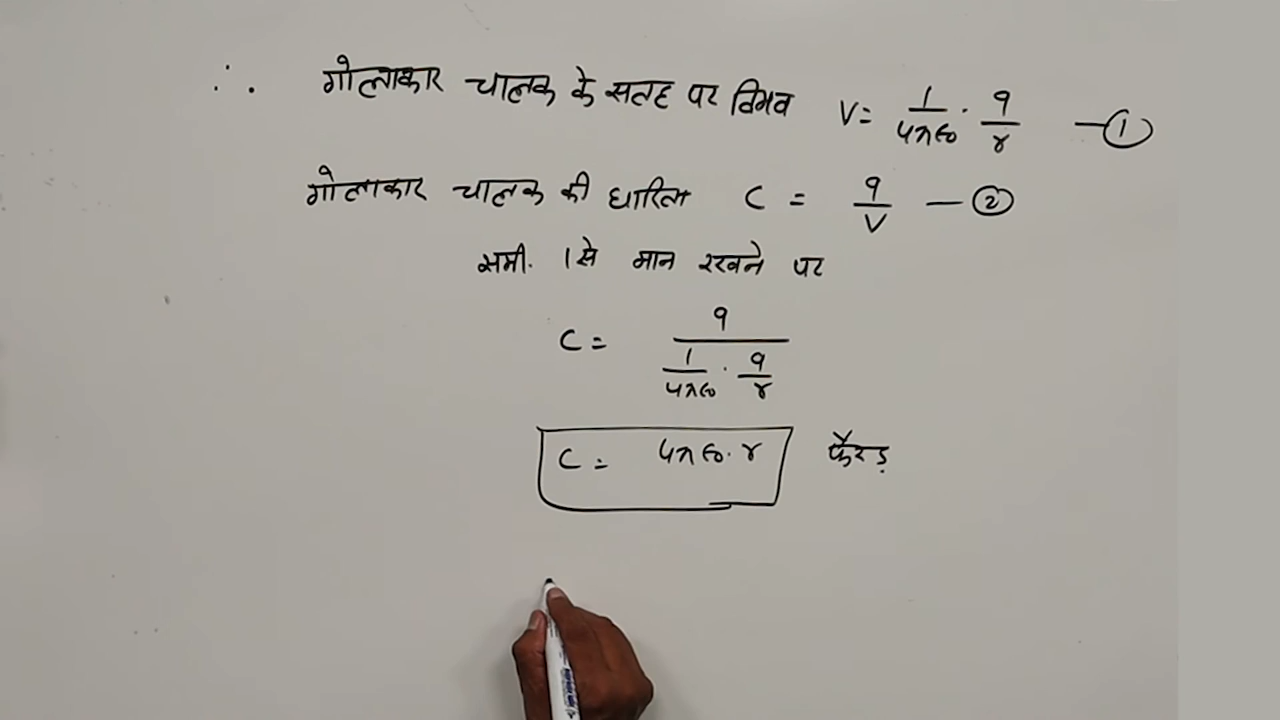 ∴ गोलाकार चालक के सतह पर विभव V = 1/4πε₀ · q/r —①
गोलाकार चालक की धारिता C = q/V —②
समी. 1 से मान रखने पर
C = q / (1/4πε₀ · q/r)
C = 4πε₀·r फैरड